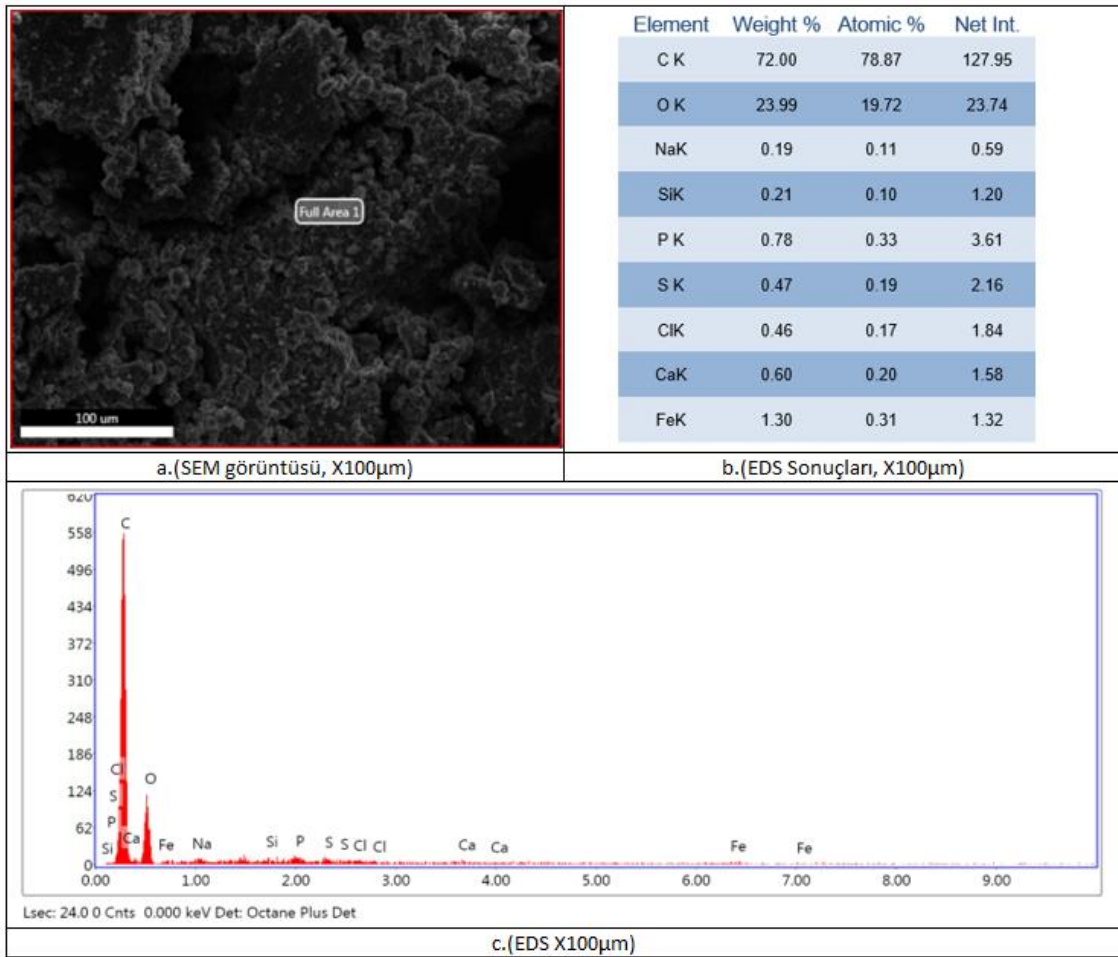 Full Area 1
100 um
Element Weight % Atomic % Net Int.
C K 72.00 78.87 127.95
O K 23.99 19.72 23.74
NaK 0.19 0.11 0.59
SiK 0.21 0.10 1.20
P K 0.78 0.33 3.61
S K 0.47 0.19 2.16
ClK 0.46 0.17 1.84
CaK 0.60 0.20 1.58
FeK 1.30 0.31 1.32
a.(SEM görüntüsü, X100µm)
b.(EDS Sonuçları, X100µm)
620
558
496
434
372
310
248
186
124
62
0
C
Cl
S
P
Si
Ca
O
Fe
Na
Si
P
S
S
Cl
Cl
Ca
Ca
Fe
Fe
0.00 1.00 2.00 3.00 4.00 5.00 6.00 7.00 8.00 9.00
Lsec: 24.0 0 Cnts 0.000 keV Det: Octane Plus Det
c.(EDS X100µm)